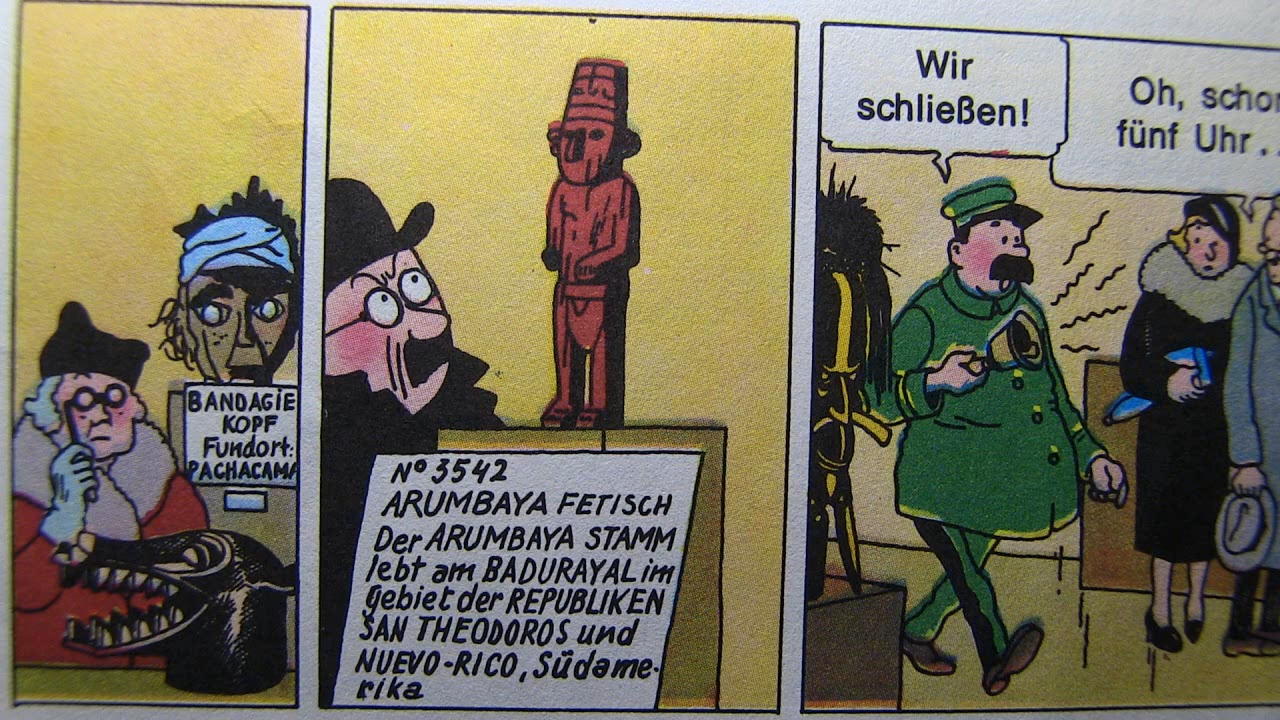 BANDAGIE
KOPF
Fundort:
PACHACAMA
Nº 3542
ARUMBAYA FETISCH
Der ARUMBAYA STAMM
lebt am BADURAYAL im
gebiet der REPUBLIKEN
SAN THEODOROS und
NUEVO-RICO, Südame-
rika
Wir
schließen!
Oh, schon
fünf Uhr..